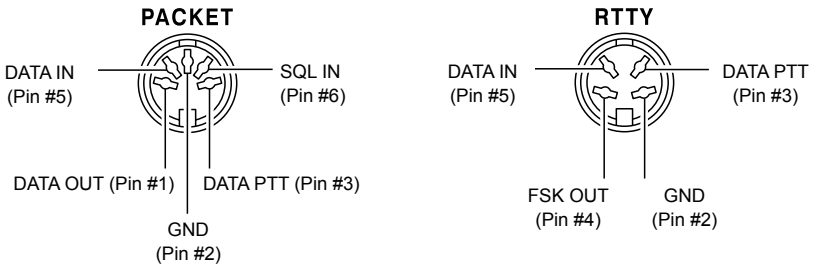 PACKET
DATA IN
(Pin #5)
SQL IN
(Pin #6)
DATA OUT (Pin #1)
DATA PTT (Pin #3)
GND
(Pin #2)
RTTY
DATA IN
(Pin #5)
DATA PTT
(Pin #3)
FSK OUT
(Pin #4)
GND
(Pin #2)